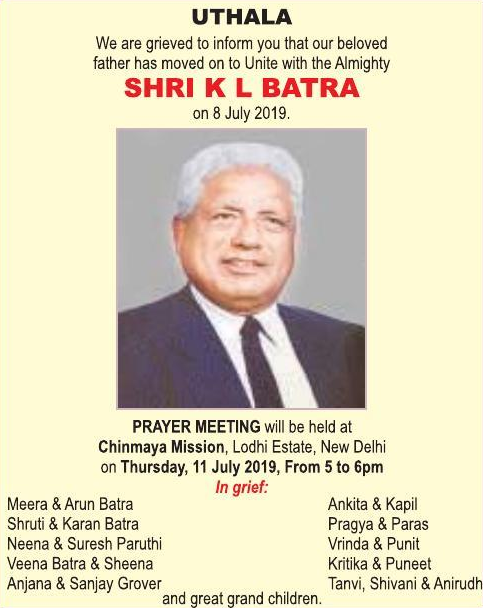 UTHALA
We are grieved to inform you that our beloved
father has moved on to Unite with the Almighty
SHRI K L BATRA
on 8 July 2019.
PRAYER MEETING will be held at
Chinmaya Mission, Lodhi Estate, New Delhi
on Thursday, 11 July 2019, From 5 to 6pm
In grief:
Meera & Arun Batra
Shruti & Karan Batra
Neena & Suresh Paruthi
Veena Batra & Sheena
Anjana & Sanjay Grover
Ankita & Kapil
Pragya & Paras
Vrinda & Punit
Kritika & Puneet
Tanvi, Shivani & Anirudh
and great grand children.